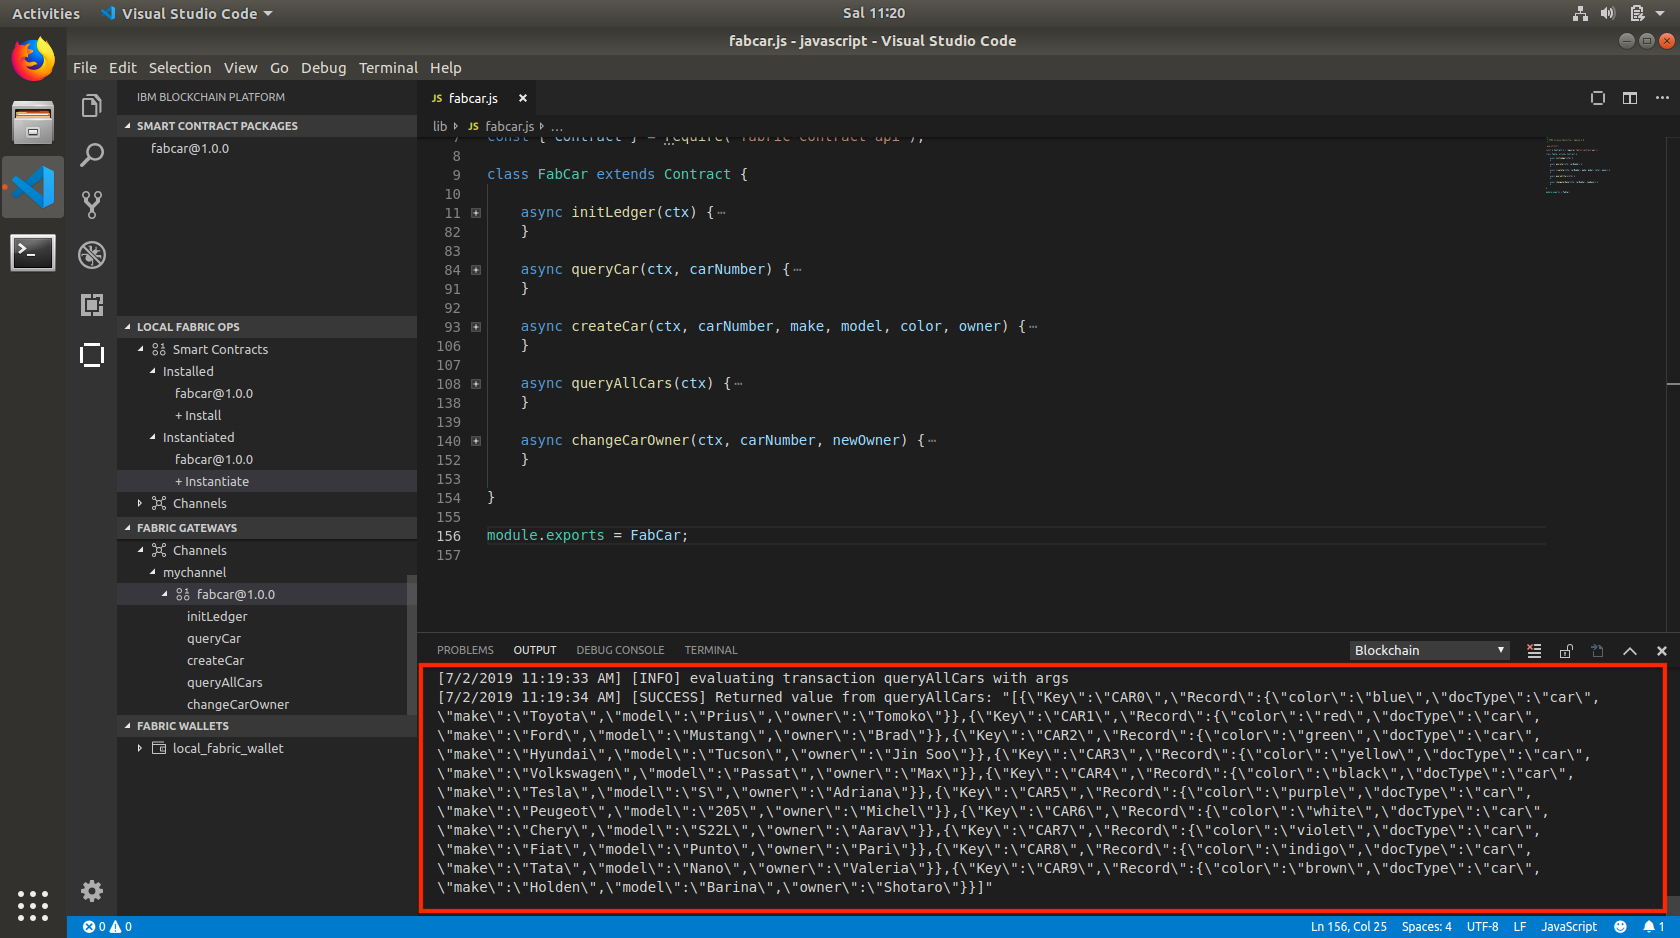 Activities Visual Studio Code Sal 11:20
fabcar.js - javascript - Visual Studio Code
File Edit Selection View Go Debug Terminal Help
IBM BLOCKCHAIN PLATFORM
SMART CONTRACT PACKAGES
fabcar@1.0.0
LOCAL FABRIC OPS
Smart Contracts
Installed
fabcar@1.0.0
+ Install
Instantiated
fabcar@1.0.0
+ Instantiate
Channels
FABRIC GATEWAYS
Channels
mychannel
fabcar@1.0.0
initLedger
queryCar
createCar
queryAllCars
changeCarOwner
FABRIC WALLETS
local_fabric_wallet
JS fabcar.js
lib JS fabcar.js ...
7 const { Contract } = require('fabric-contract-api');
8
9 class FabCar extends Contract {
10
11 async initLedger(ctx) {…
82 }
83
84 async queryCar(ctx, carNumber) {…
91 }
92
93 async createCar(ctx, carNumber, make, model, color, owner) {…
106 }
107
108 async queryAllCars(ctx) {…
138 }
139
140 async changeCarOwner(ctx, carNumber, newOwner) {…
152 }
153
154 }
155
156 module.exports = FabCar;
157
PROBLEMS OUTPUT DEBUG CONSOLE TERMINAL Blockchain
[7/2/2019 11:19:33 AM] [INFO] evaluating transaction queryAllCars with args
[7/2/2019 11:19:34 AM] [SUCCESS] Returned value from queryAllCars: "[{\"Key\":\"CAR0\",\"Record\":{\"color\":\"blue\",\"docType\":\"car\",
\"make\":\"Toyota\",\"model\":\"Prius\",\"owner\":\"Tomoko\"}},{\"Key\":\"CAR1\",\"Record\":{\"color\":\"red\",\"docType\":\"car\",
\"make\":\"Ford\",\"model\":\"Mustang\",\"owner\":\"Brad\"}},{\"Key\":\"CAR2\",\"Record\":{\"color\":\"green\",\"docType\":\"car\",
\"make\":\"Hyundai\",\"model\":\"Tucson\",\"owner\":\"Jin Soo\"}},{\"Key\":\"CAR3\",\"Record\":{\"color\":\"yellow\",\"docType\":\"car\",
\"make\":\"Volkswagen\",\"model\":\"Passat\",\"owner\":\"Max\"}},{\"Key\":\"CAR4\",\"Record\":{\"color\":\"black\",\"docType\":\"car\",
\"make\":\"Tesla\",\"model\":\"S\",\"owner\":\"Adriana\"}},{\"Key\":\"CAR5\",\"Record\":{\"color\":\"purple\",\"docType\":\"car\",
\"make\":\"Peugeot\",\"model\":\"205\",\"owner\":\"Michel\"}},{\"Key\":\"CAR6\",\"Record\":{\"color\":\"white\",\"docType\":\"car\",
\"make\":\"Chery\",\"model\":\"S22L\",\"owner\":\"Aarav\"}},{\"Key\":\"CAR7\",\"Record\":{\"color\":\"violet\",\"docType\":\"car\",
\"make\":\"Fiat\",\"model\":\"Punto\",\"owner\":\"Pari\"}},{\"Key\":\"CAR8\",\"Record\":{\"color\":\"indigo\",\"docType\":\"car\",
\"make\":\"Tata\",\"model\":\"Nano\",\"owner\":\"Valeria\"}},{\"Key\":\"CAR9\",\"Record\":{\"color\":\"brown\",\"docType\":\"car\",
\"make\":\"Holden\",\"model\":\"Barina\",\"owner\":\"Shotaro\"}}]"
0 0 Ln 156, Col 25 Spaces: 4 UTF-8 LF JavaScript 1